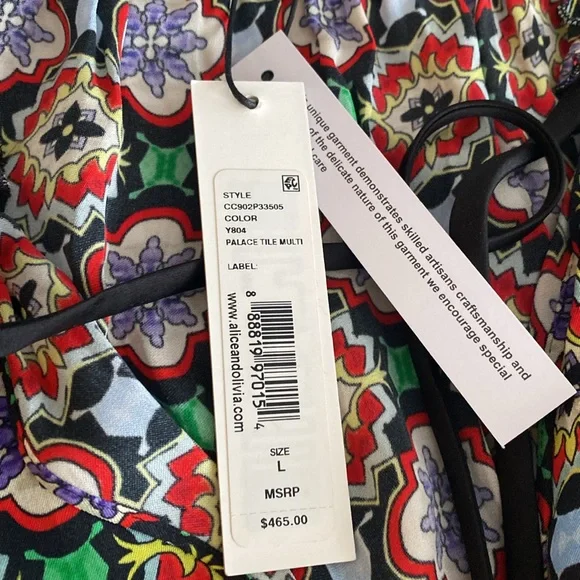 STYLE
CC902P33505
COLOR
Y804
PALACE TILE MULTI
LABEL:
8 88819 97015 4
www.aliceandolivia.com
SIZE
L
MSRP
$465.00
unique garment demonstrates skilled artisans craftsmanship and
of the delicate nature of this garment we encourage special
care